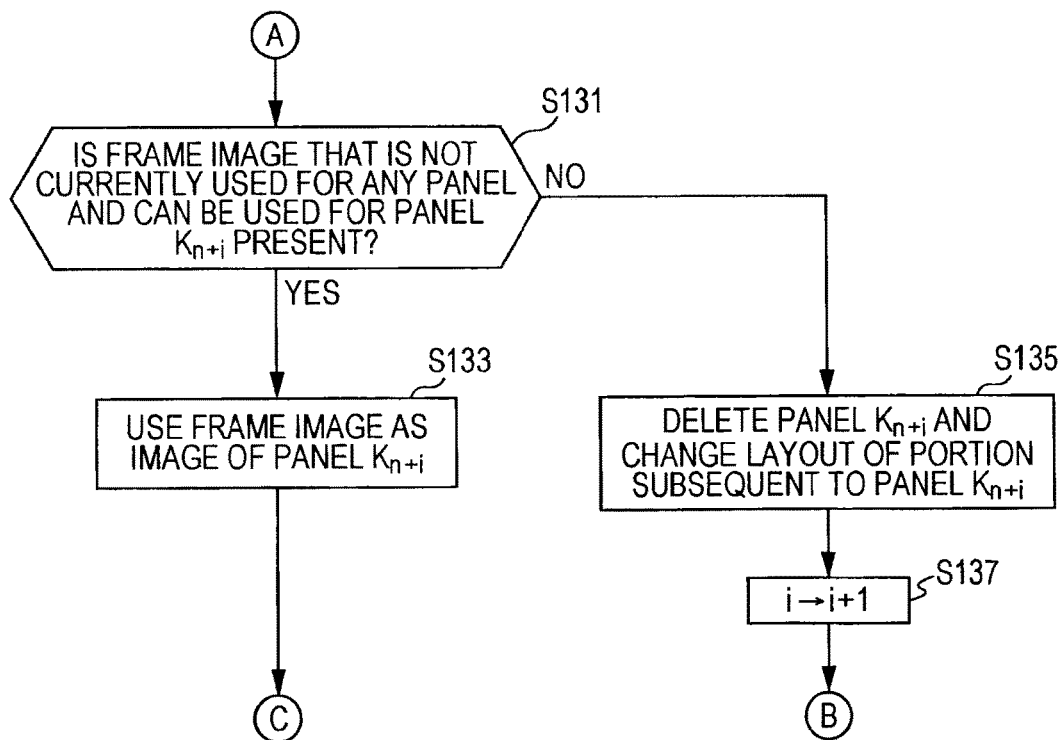 A
S131
IS FRAME IMAGE THAT IS NOT
CURRENTLY USED FOR ANY PANEL
AND CAN BE USED FOR PANEL
Kn+i PRESENT?
NO
YES
S133
USE FRAME IMAGE AS
IMAGE OF PANEL Kn+i
S135
DELETE PANEL Kn+i AND
CHANGE LAYOUT OF PORTION
SUBSEQUENT TO PANEL Kn+i
S137
i→i+1
C
B